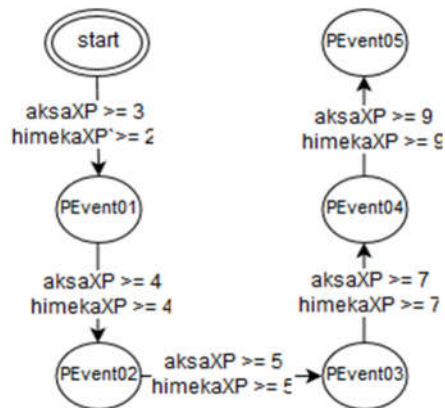 start
aksaXP >= 3
himekaXP`>= 2
PEvent01
aksaXP >= 4
himekaXP >= 4
PEvent02
aksaXP >= 5
himekaXP >= 5
PEvent03
aksaXP >= 7
himekaXP >= 7
PEvent04
aksaXP >= 9
himekaXP >= 9
PEvent05